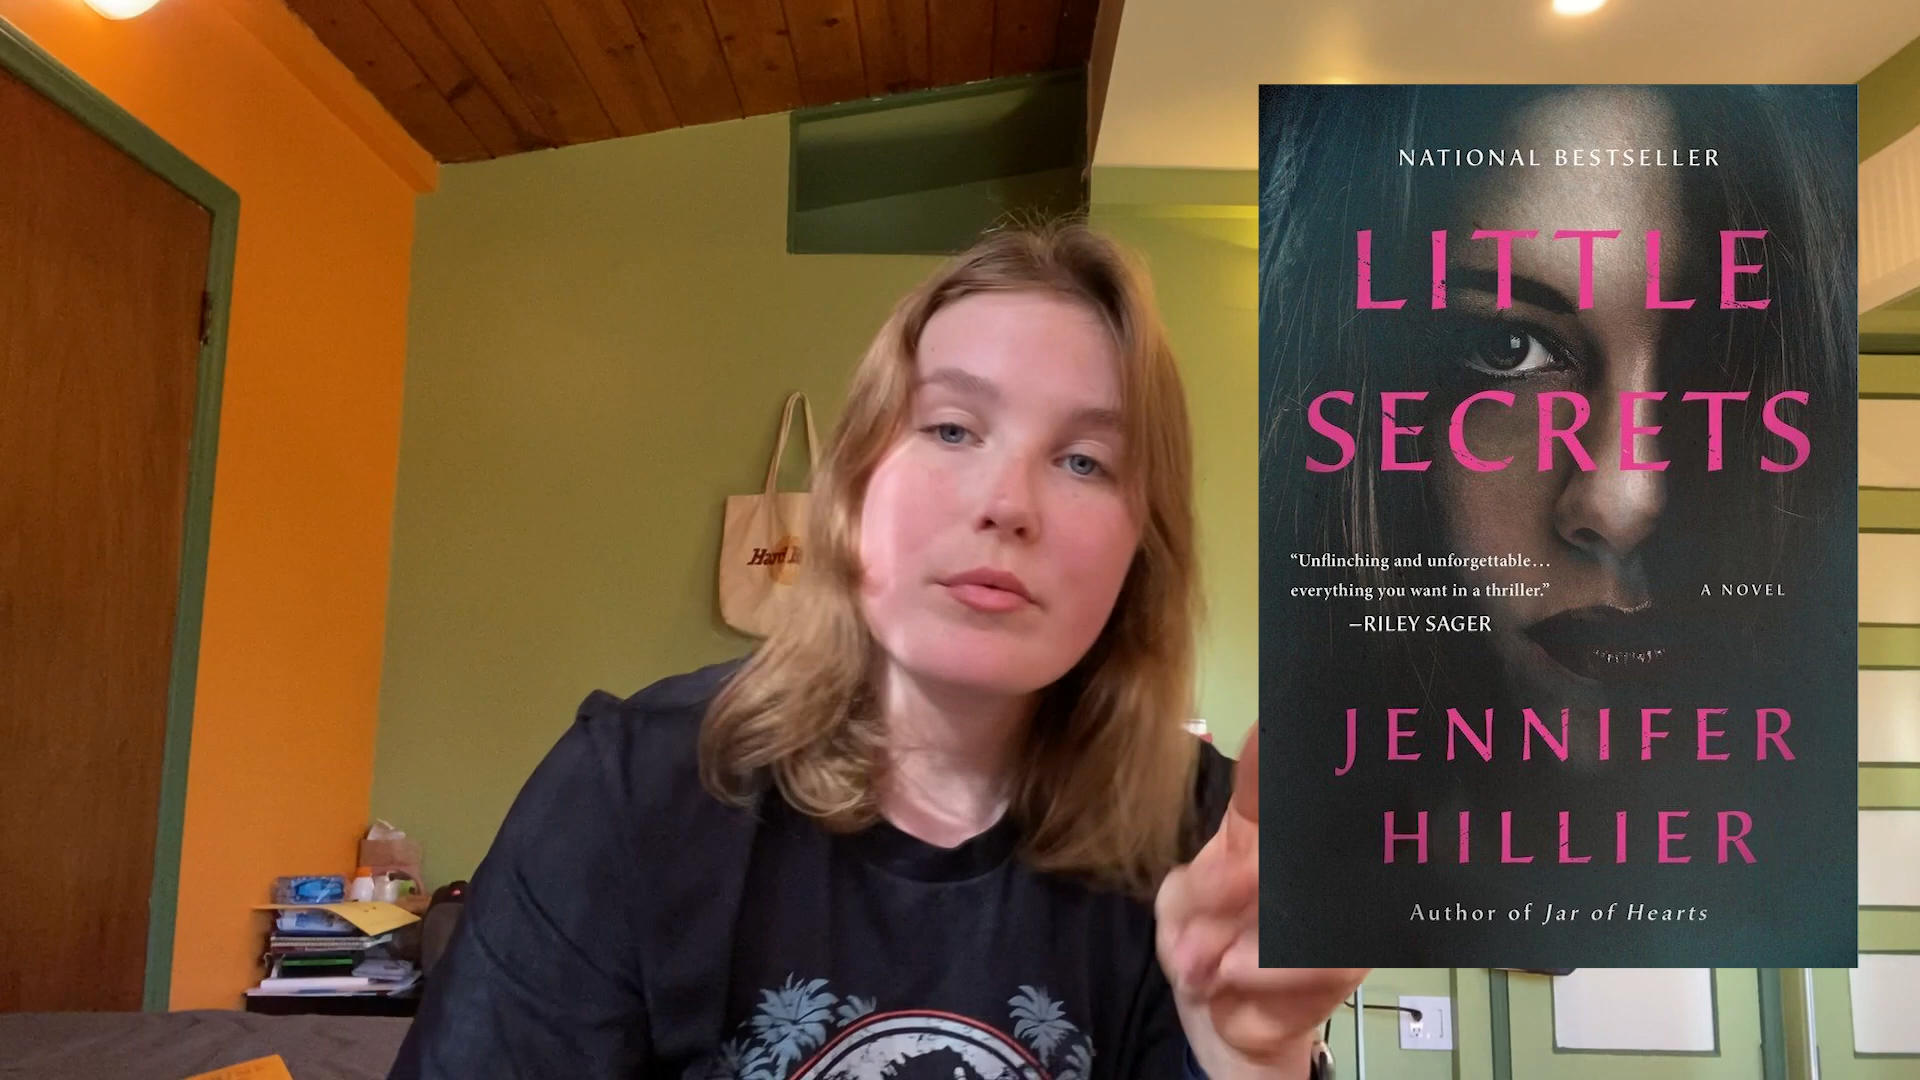 NATIONAL BESTSELLER
LITTLE
SECRETS
“Unflinching and unforgettable…
everything you want in a thriller.”
–RILEY SAGER
A NOVEL
JENNIFER
HILLIER
Author of Jar of Hearts
Hard